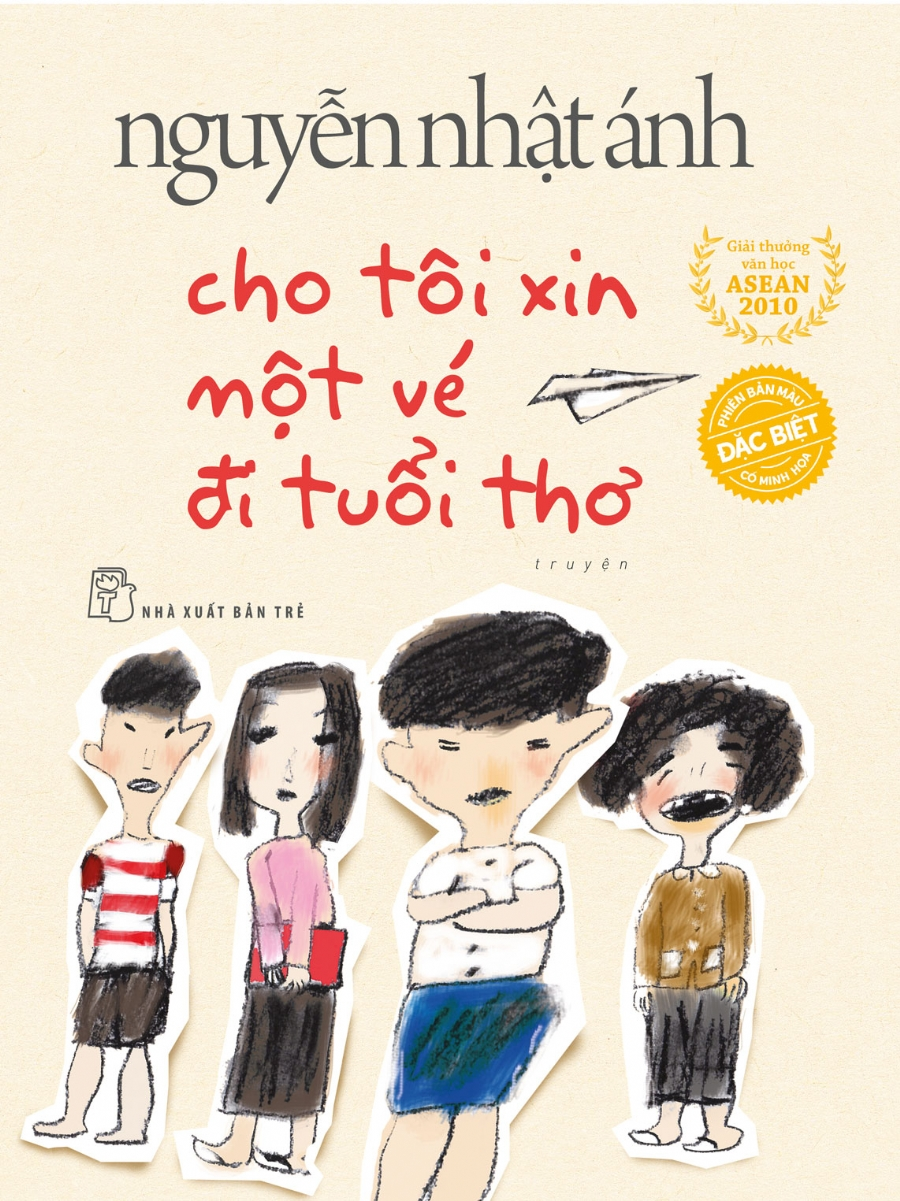 nguyễn nhật ánh
cho tôi xin
một vé
đi tuổi thơ
Giải thưởng
văn học
ASEAN
2010
PHIÊN BẢN MÀU
ĐẶC BIỆT
CÓ MINH HỌA
truyện
T
NHÀ XUẤT BẢN TRẺ